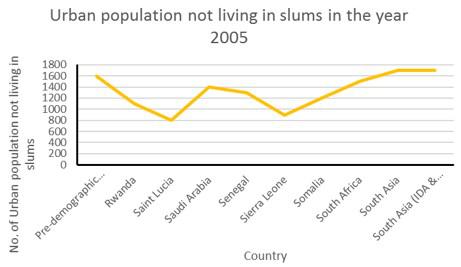 Urban population not living in slums in the year
2005
No. of Urban population not living in
slums
1800
1600
1400
1200
1000
800
600
400
200
0
Pre-demographic...
Rwanda
Saint Lucia
Saudi Arabia
Senegal
Sierra Leone
Somalia
South Africa
South Asia
South Asia (IDA &...
Country